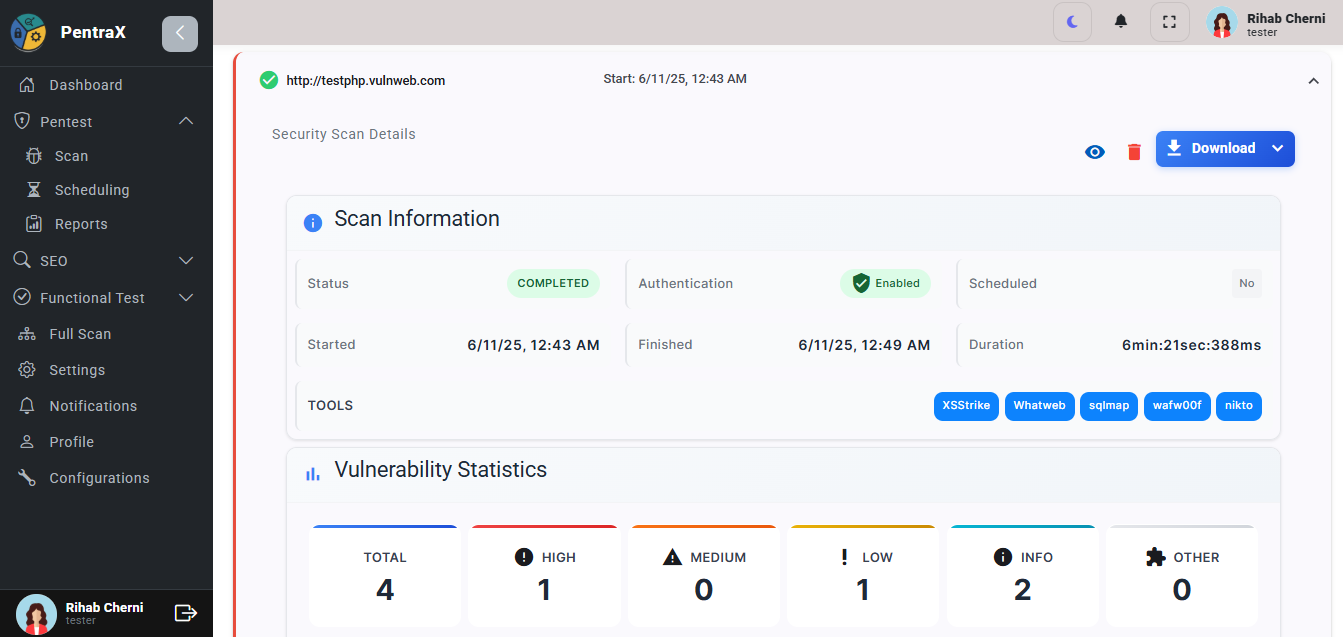 PentraX
Rihab Cherni
tester
Dashboard
Pentest
Scan
Scheduling
Reports
SEO
Functional Test
Full Scan
Settings
Notifications
Profile
Configurations
Rihab Cherni
tester
http://testphp.vulnweb.com
Start: 6/11/25, 12:43 AM
Security Scan Details
Download
Scan Information
Status COMPLETED
Authentication Enabled
Scheduled No
Started 6/11/25, 12:43 AM
Finished 6/11/25, 12:49 AM
Duration 6min:21sec:388ms
TOOLS XSStrike Whatweb sqlmap wafw00f nikto
Vulnerability Statistics
TOTAL HIGH MEDIUM LOW INFO OTHER
4 1 0 1 2 0